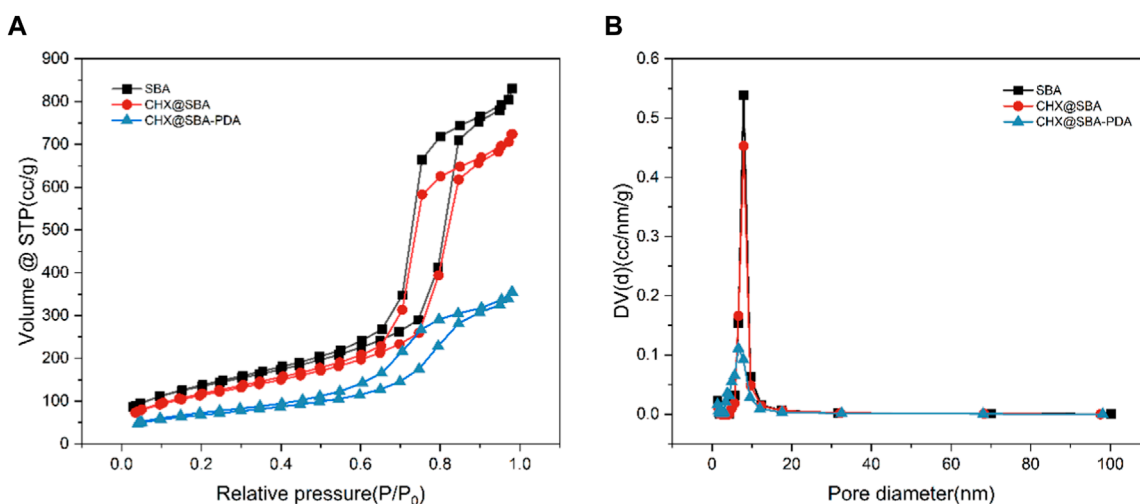 A
Volume @ STP(cc/g)
900
800
700
600
500
400
300
200
100
0
SBA
CHX@SBA
CHX@SBA-PDA
0.0 0.2 0.4 0.6 0.8 1.0
Relative pressure(P/P₀)
B
DV(d)(cc/nm/g)
0.6
0.5
0.4
0.3
0.2
0.1
0.0
SBA
CHX@SBA
CHX@SBA-PDA
0 20 40 60 80 100
Pore diameter(nm)